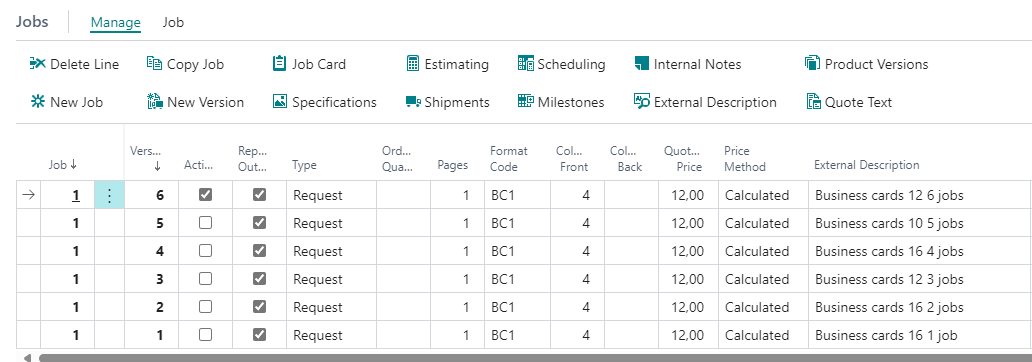 Jobs Manage Job
Delete Line Copy Job Job Card Estimating Scheduling Internal Notes Product Versions
New Job New Version Specifications Shipments Milestones External Description Quote Text
Vers... Rep... Ord... Format Col... Col... Quot... Price
Job ↓ ↓ Acti... Out... Type Qua... Pages Code Front Back Price Method External Description
1 6 Request 1 BC1 4 12,00 Calculated Business cards 12 6 jobs
1 5 Request 1 BC1 4 12,00 Calculated Business cards 10 5 jobs
1 4 Request 1 BC1 4 12,00 Calculated Business cards 16 4 jobs
1 3 Request 1 BC1 4 12,00 Calculated Business cards 12 3 jobs
1 2 Request 1 BC1 4 12,00 Calculated Business cards 16 2 jobs
1 1 Request 1 BC1 4 12,00 Calculated Business cards 16 1 job